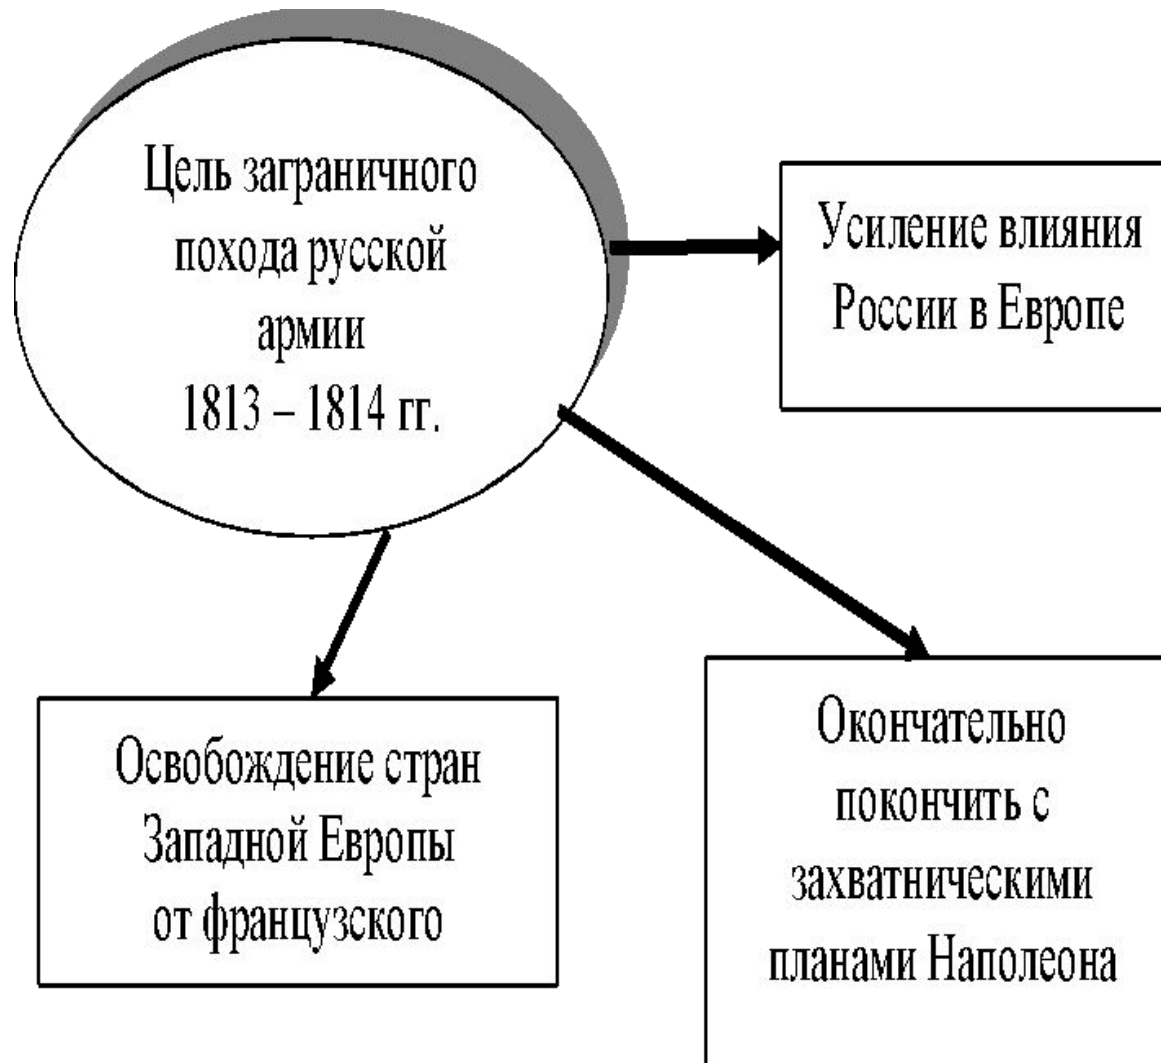 Цель заграничного
похода русской
армии
1813 – 1814 гг.
Усиление влияния
России в Европе
Освобождение стран
Западной Европы
от французского
Окончательно
покончить с
захватническими
планами Наполеона